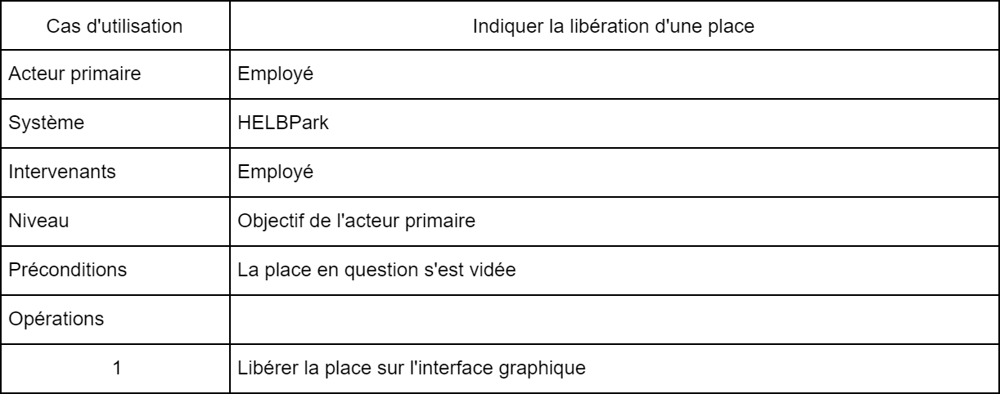 Cas d'utilisation Indiquer la libération d'une place
Acteur primaire Employé
Système HELBPark
Intervenants Employé
Niveau Objectif de l'acteur primaire
Préconditions La place en question s'est vidée
Opérations
1 Libérer la place sur l'interface graphique